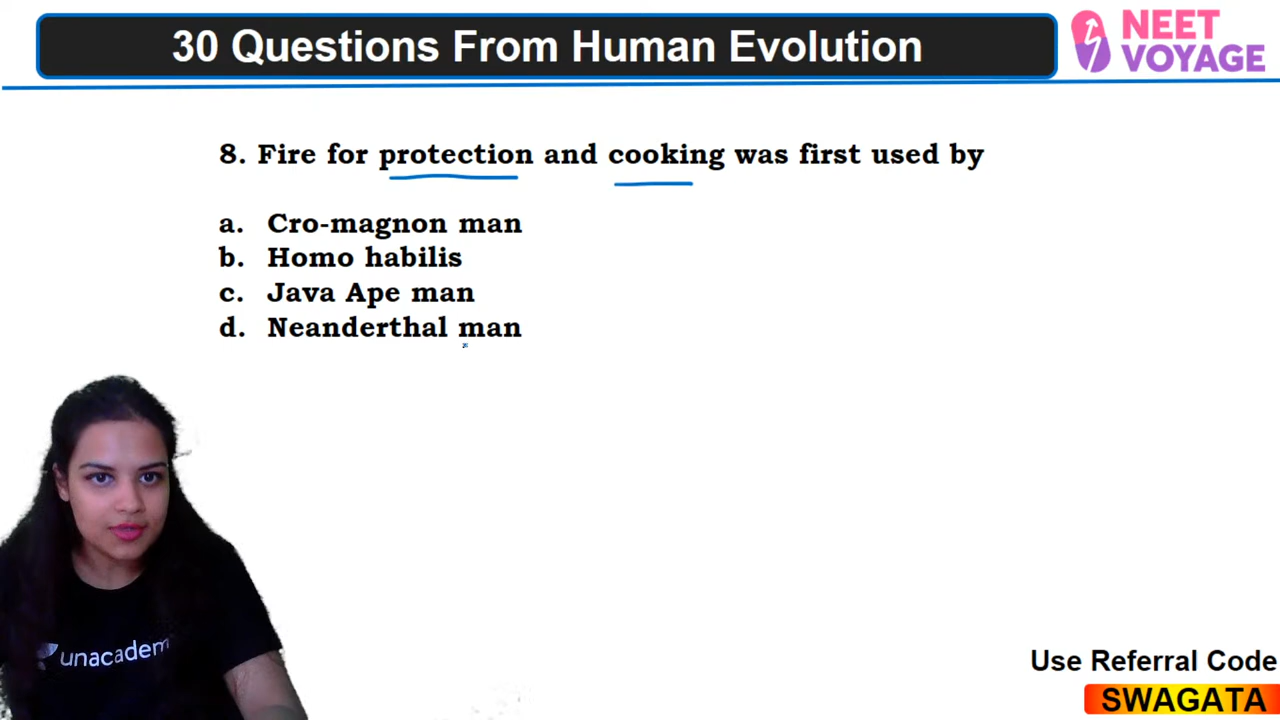 30 Questions From Human Evolution
NEET
VOYAGE
8. Fire for protection and cooking was first used by
a. Cro-magnon man
b. Homo habilis
c. Java Ape man
d. Neanderthal man
unacadem
Use Referral Code
SWAGATA